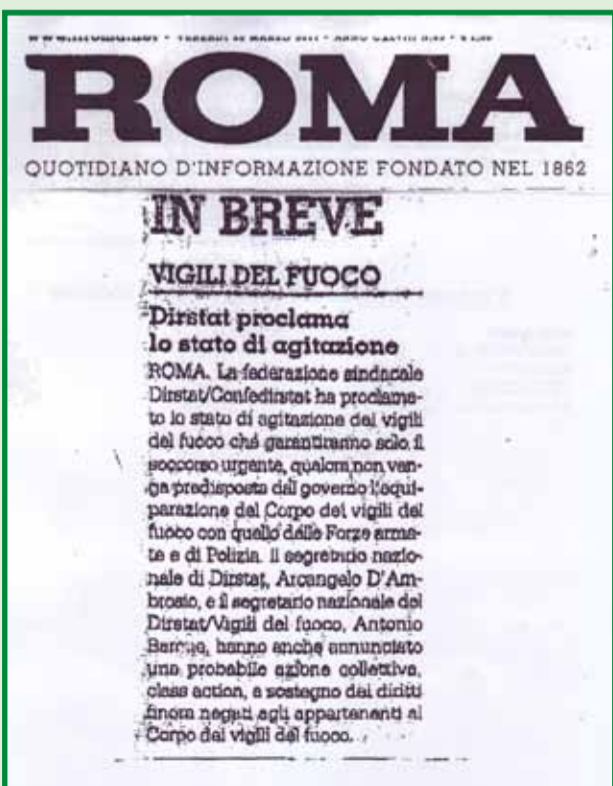 ROMA
QUOTIDIANO D'INFORMAZIONE FONDATO NEL 1862
IN BREVE
VIGILI DEL FUOCO
Dirstat proclama
lo stato di agitazione
ROMA. La federazione sindacale
Dirstat/Confedirstat ha proclama-
to lo stato di agitazione dei vigili
del fuoco che garantiranno solo il
soccorso urgente, qualora non ven-
ga predisposta dal governo l'equi-
parazione del Corpo dei vigili del
fuoco con quello delle Forze arma-
te e di Polizia. Il segretario nazio-
nale di Dirstat, Arcangelo D'Am-
brosio, e il segretario nazionale del
Dirstat/Vigili del fuoco, Antonio
hanno anche annunciato
una probabile azione collettiva,
class action, a sostegno dei diritti
finora negati agli appartenenti al
Corpo dei vigili del fuoco.